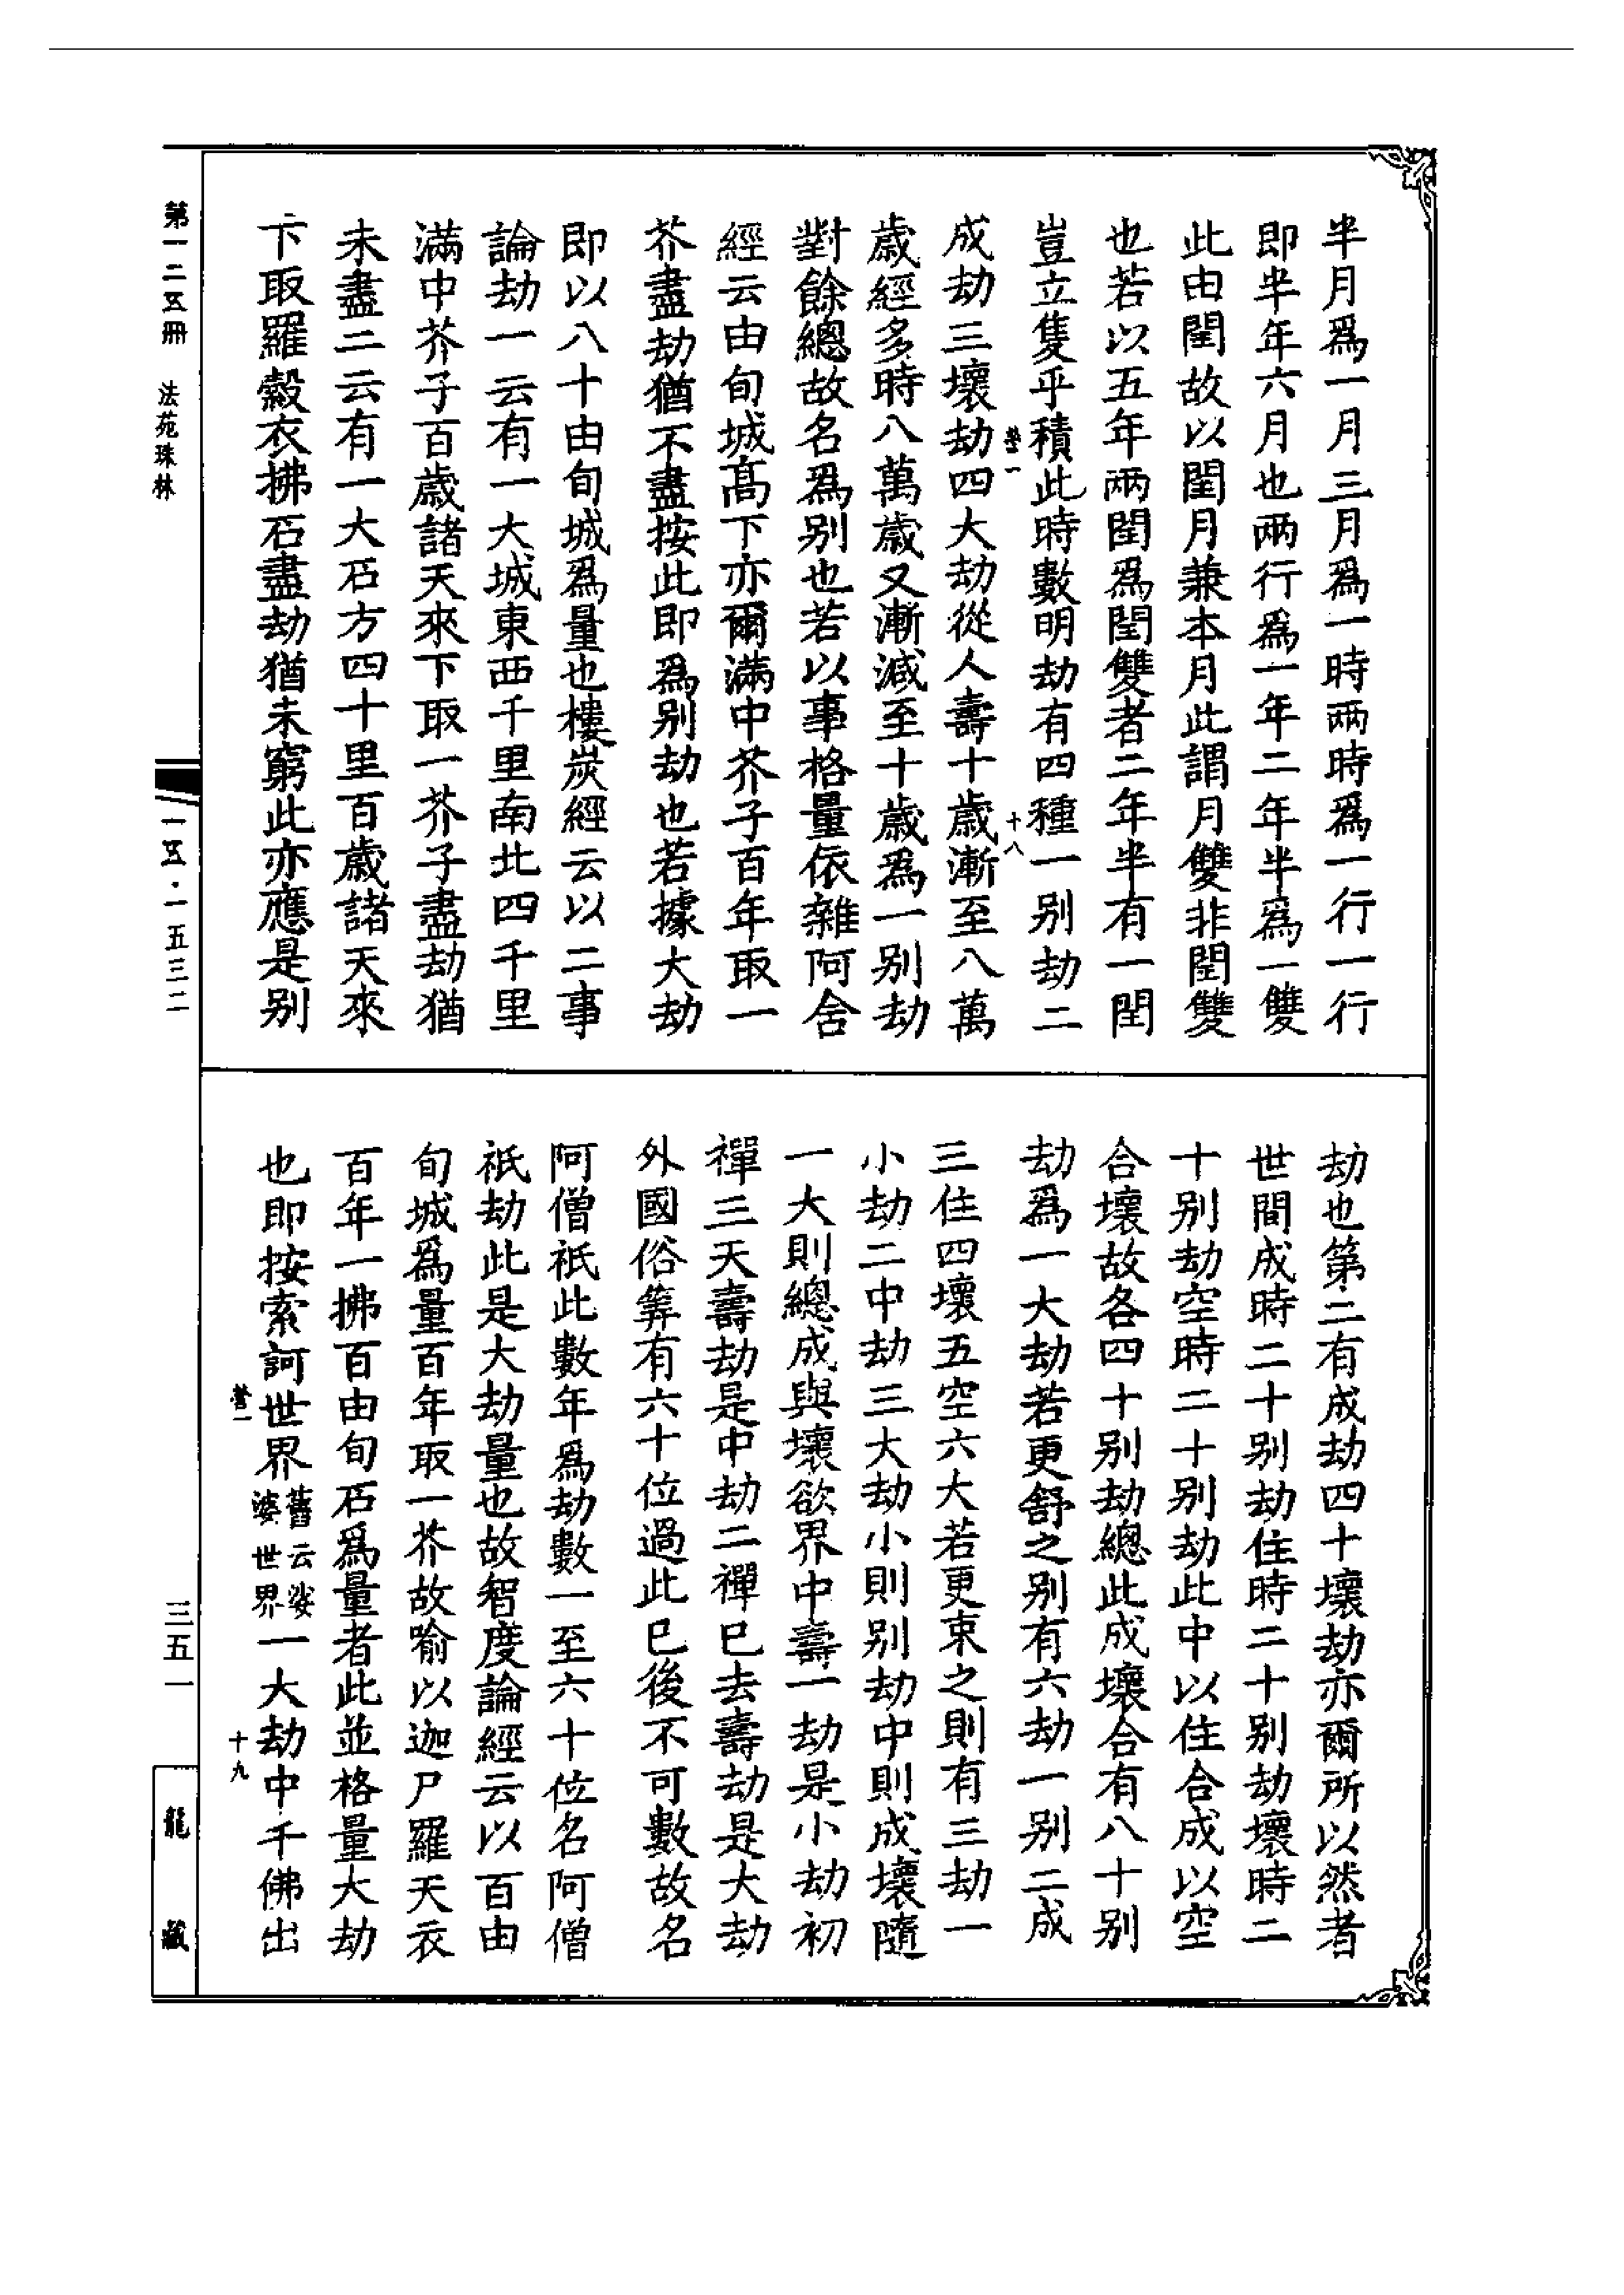 半月爲一月三月爲一時兩時爲一行一行
即半年六月也兩行爲一年二年半爲一雙
此由閏故以閏月兼本月此謂月雙非閏雙
也若以五年兩閏爲閏雙者二年半有一閏
豈立隻乎積此時數明劫有四種一别劫二
成劫三壞劫四大劫從人壽十歲漸至八萬
歲經多時八萬歲又漸減至十歲爲一别劫
對餘總故名爲别也若以事格量依雜阿含
經云由旬城高下亦爾滿中芥子百年取一
芥盡劫猶不盡按此即爲别劫也若據大劫
即以八十由旬城爲量也樓炭經云以二事
論劫一云有一大城東西千里南北四千里
滿中芥子百歲諸天來下取一芥子盡劫猶
未盡二云有一大石方四十里百歲諸天來
下取羅縠衣拂石盡劫猶未窮此亦應是别
營一
十八
劫也第二有成劫四十壞劫亦爾所以然者
世間成時二十别劫住時二十别劫壞時二
十别劫空時二十别劫此中以住合成以空
合壞故各四十别劫總此成壞合有八十别
劫爲一大劫若更舒之别有六劫一别二成
三住四壞五空六大若更束之則有三劫一
小劫二中劫三大劫小則别劫中則成壞隨
一大則總成與壞欲界中壽一劫是小劫初
禪三天壽劫是中劫二禪巳去壽劫是大劫
外國俗筭有六十位過此巳後不可數故名
阿僧祇此數年爲劫數一至六十位名阿僧
祇劫此是大劫量也故智度論經云以百由
旬城爲量百年取一芥故喻以迦尸羅天衣
百年一拂百由旬石爲量者此並格量大劫
也即按索訶世界舊云娑婆世界一大劫中千佛出
營一
十九
第一二五冊 法苑珠林
一五·一五三二
三五一
龍藏